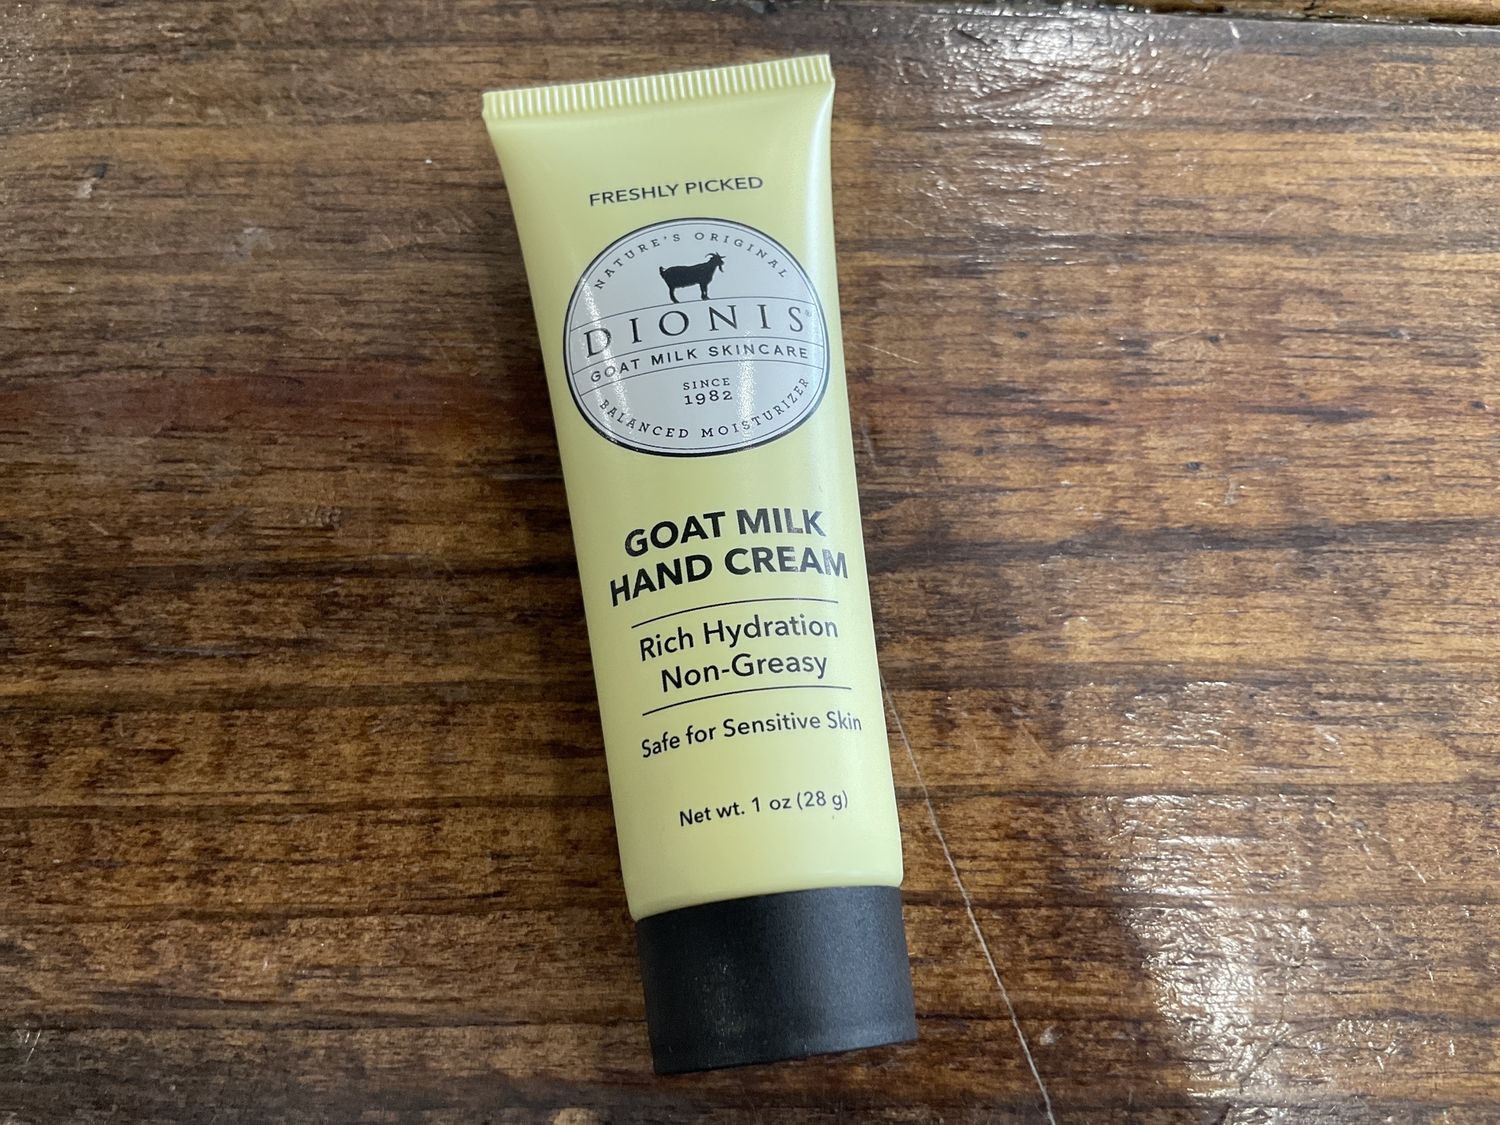 FRESHLY PICKED
NATURE'S ORIGINAL
DIONIS®
GOAT MILK SKINCARE
SINCE
1982
BALANCED MOISTURIZER
GOAT MILK
HAND CREAM
Rich Hydration
Non-Greasy
Safe for Sensitive Skin
Net wt. 1 oz (28 g)